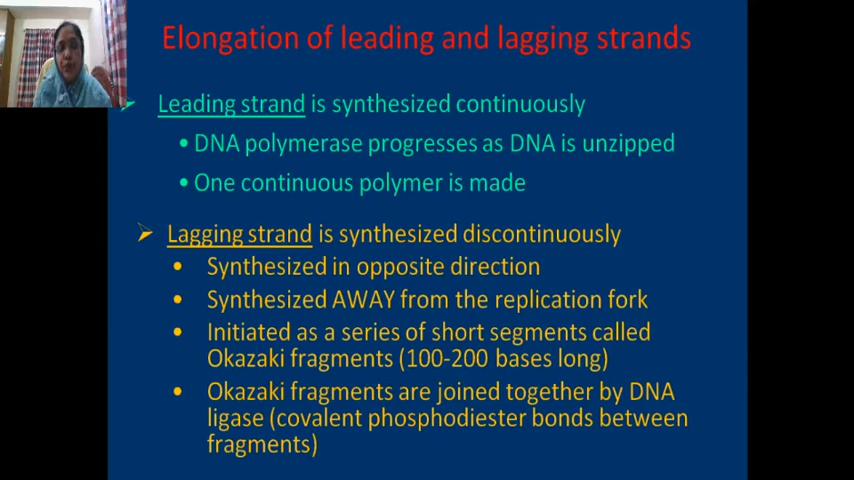 Elongation of leading and lagging strands
➢ Leading strand is synthesized continuously
• DNA polymerase progresses as DNA is unzipped
• One continuous polymer is made
➢ Lagging strand is synthesized discontinuously
• Synthesized in opposite direction
• Synthesized AWAY from the replication fork
• Initiated as a series of short segments called
Okazaki fragments (100-200 bases long)
• Okazaki fragments are joined together by DNA
ligase (covalent phosphodiester bonds between
fragments)